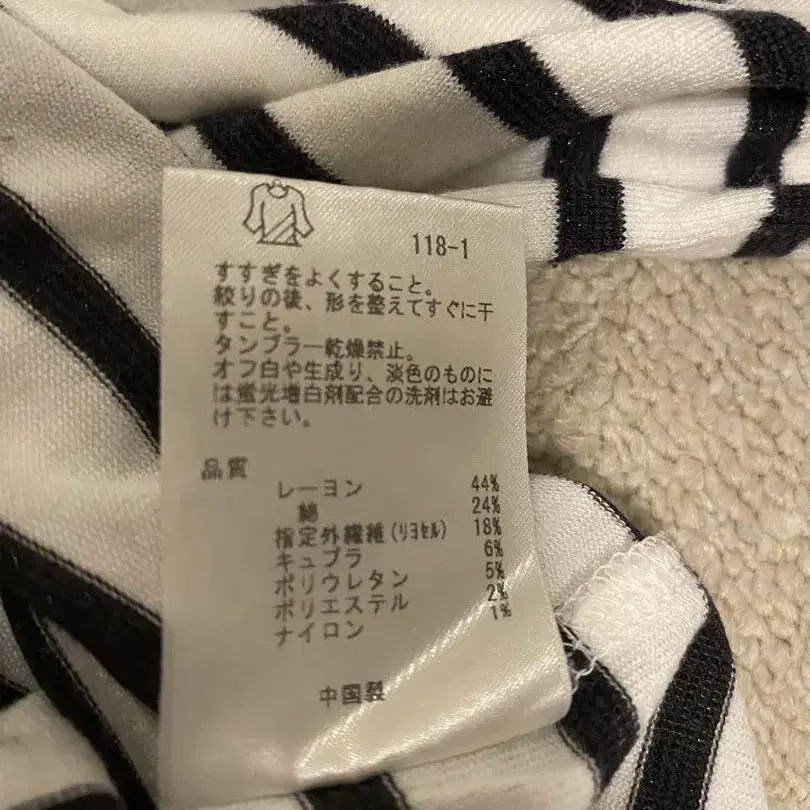 118-1
すすぎをよくすること。
絞りの後、形を整えてすぐに干
すこと。
タンブラー乾燥禁止。
オフ白や生成り、淡色のものに
は蛍光増白剤配合の洗剤はお避
け下さい。
品質
レーヨン 44%
綿 24%
指定外繊維(リヨセル) 18%
キュプラ 6%
ポリウレタン 5%
ポリエステル 2%
ナイロン 1%
中国製